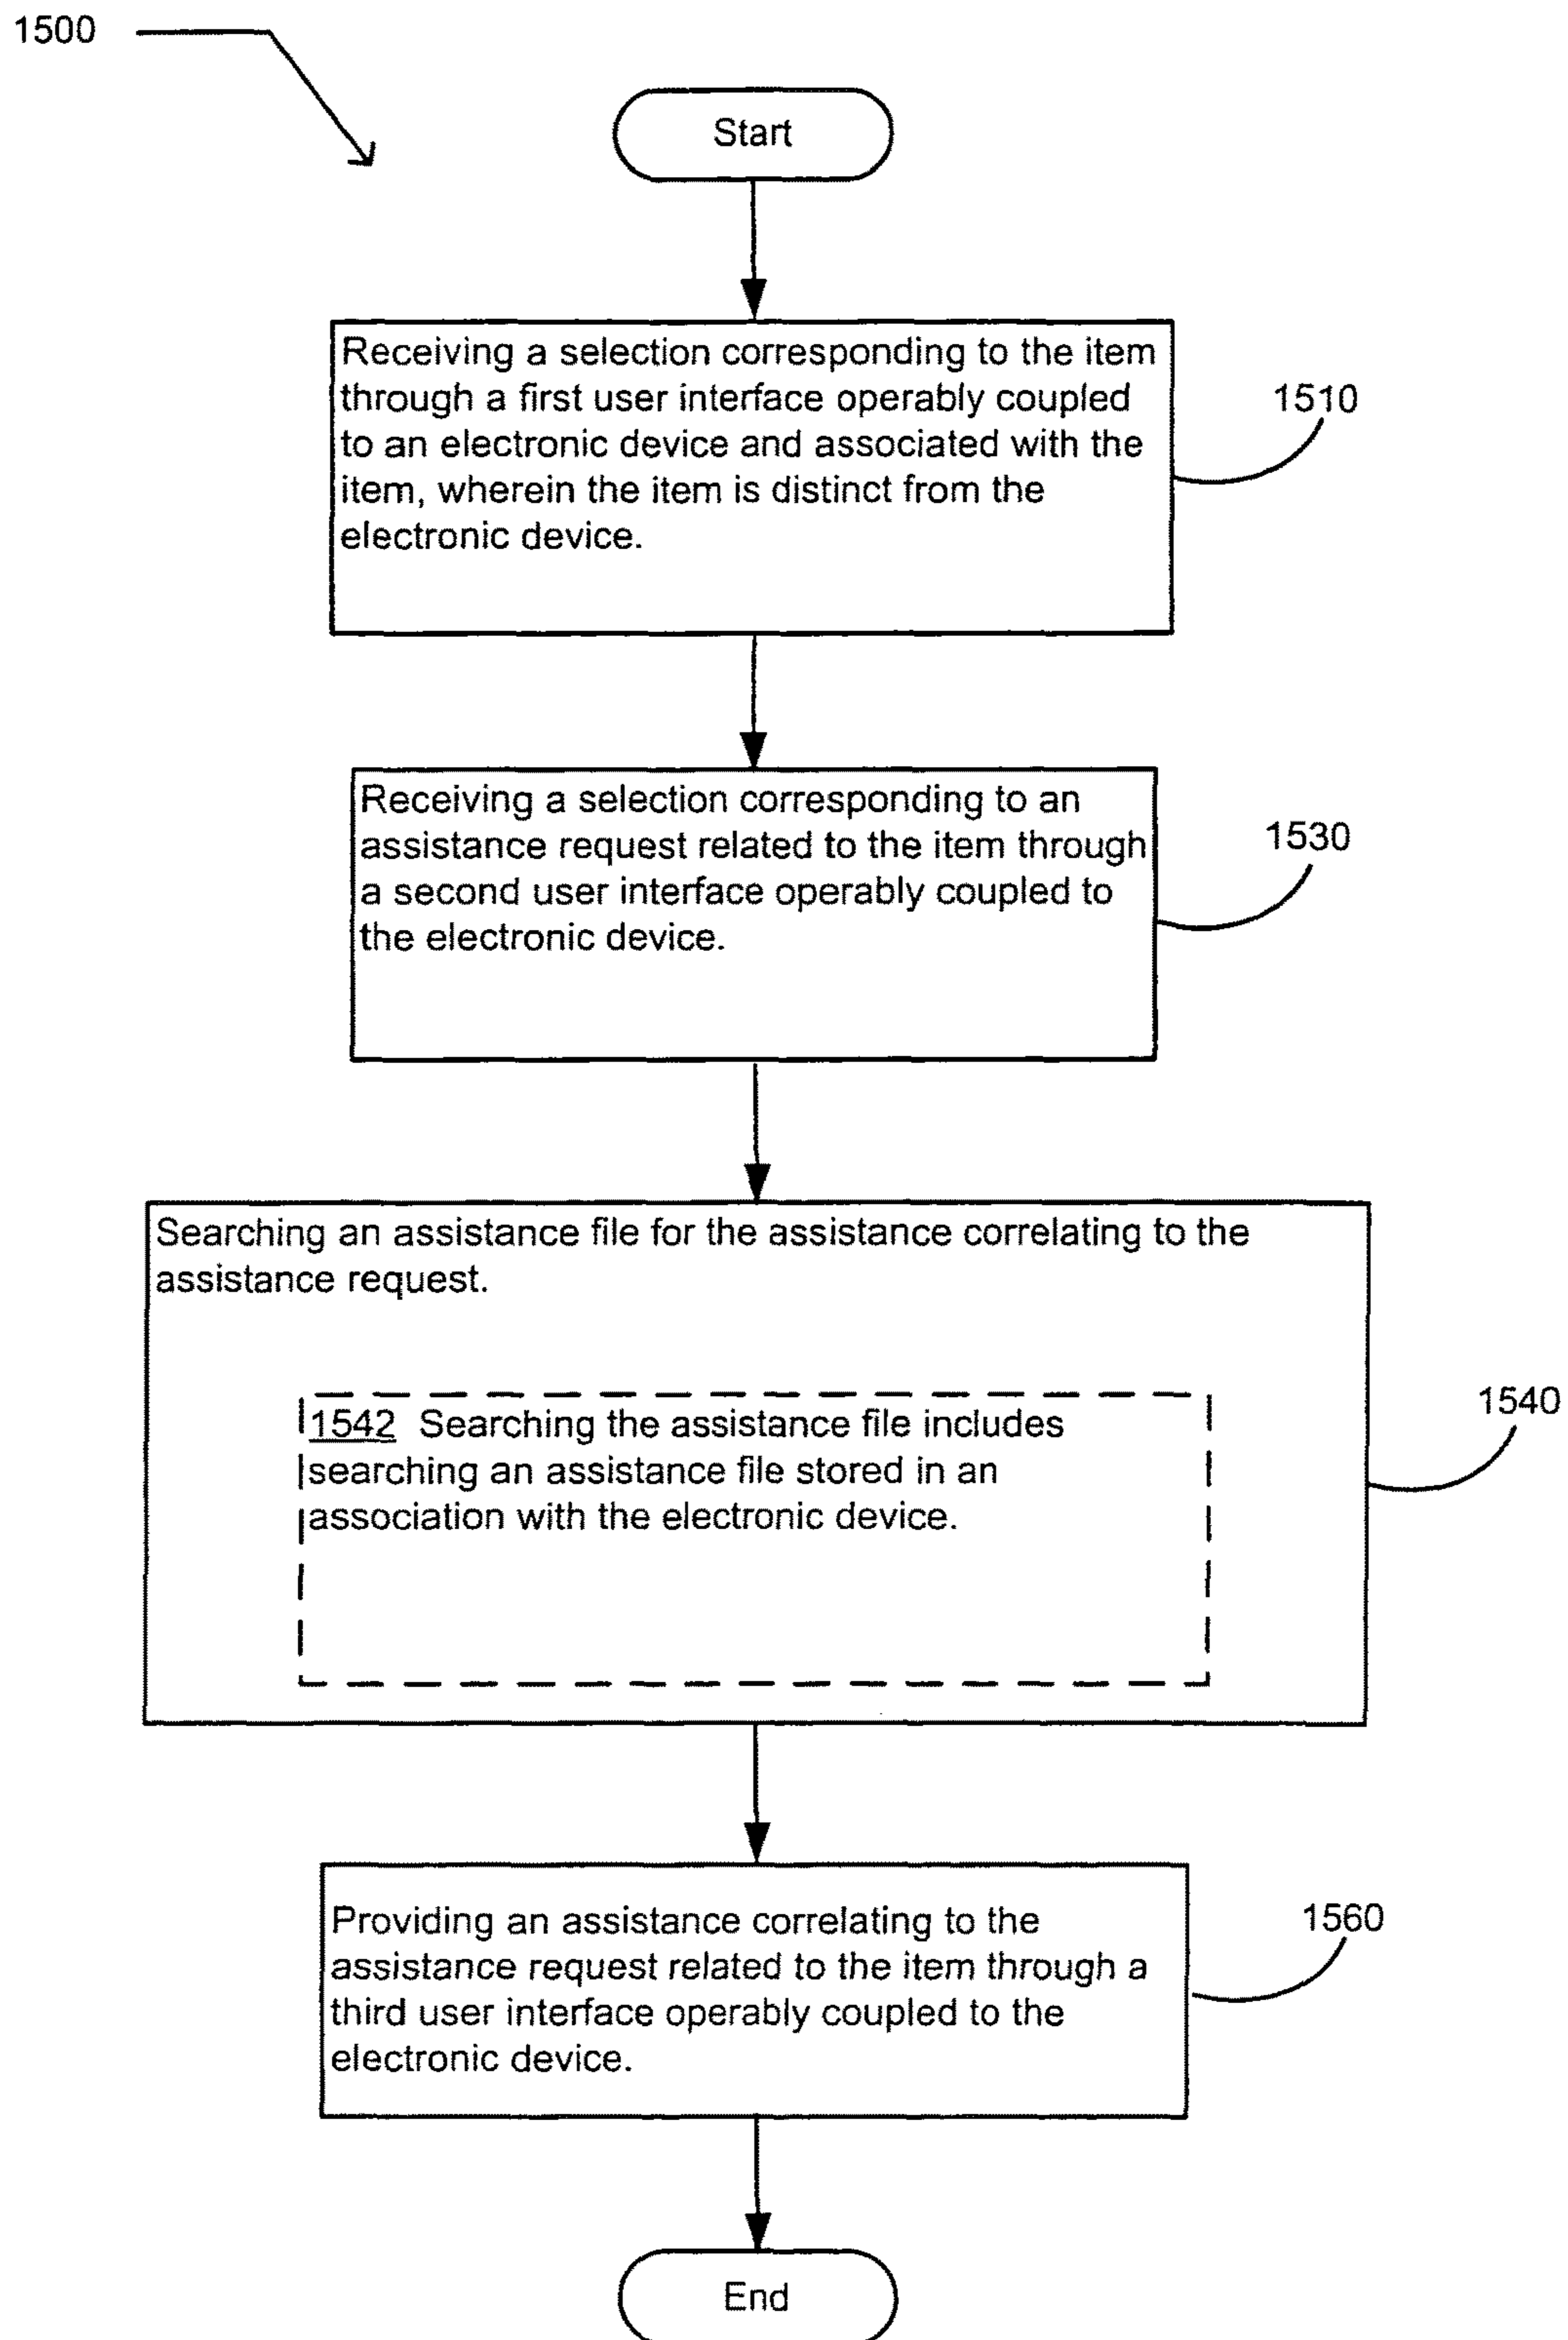 1500
Start
Receiving a selection corresponding to the item
through a first user interface operably coupled
to an electronic device and associated with the
item, wherein the item is distinct from the
electronic device.
1510
Receiving a selection corresponding to an
assistance request related to the item through
a second user interface operably coupled to
the electronic device.
1530
Searching an assistance file for the assistance correlating to the
assistance request.
1542 Searching the assistance file includes
searching an assistance file stored in an
association with the electronic device.
1540
Providing an assistance correlating to the
assistance request related to the item through a
third user interface operably coupled to the
electronic device.
1560
End